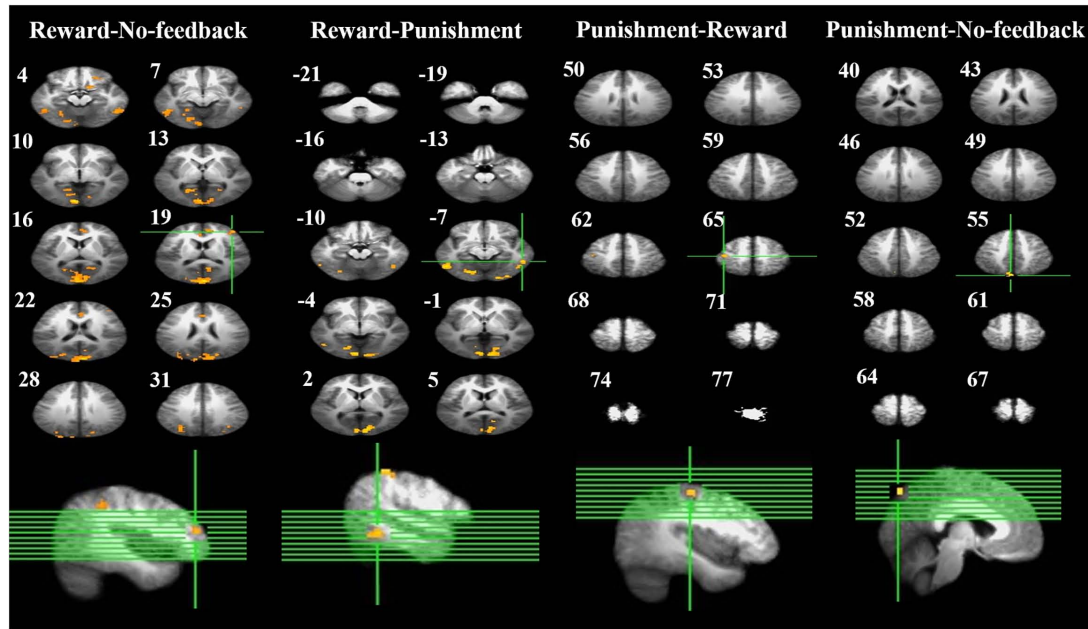 Reward-No-feedback Reward-Punishment Punishment-Reward Punishment-No-feedback
4 7 -21 -19 50 53 40 43
10 13 -16 -13 56 59 46 49
16 19 -10 -7 62 65 52 55
22 25 -4 -1 68 71 58 61
28 31 2 5 74 77 64 67